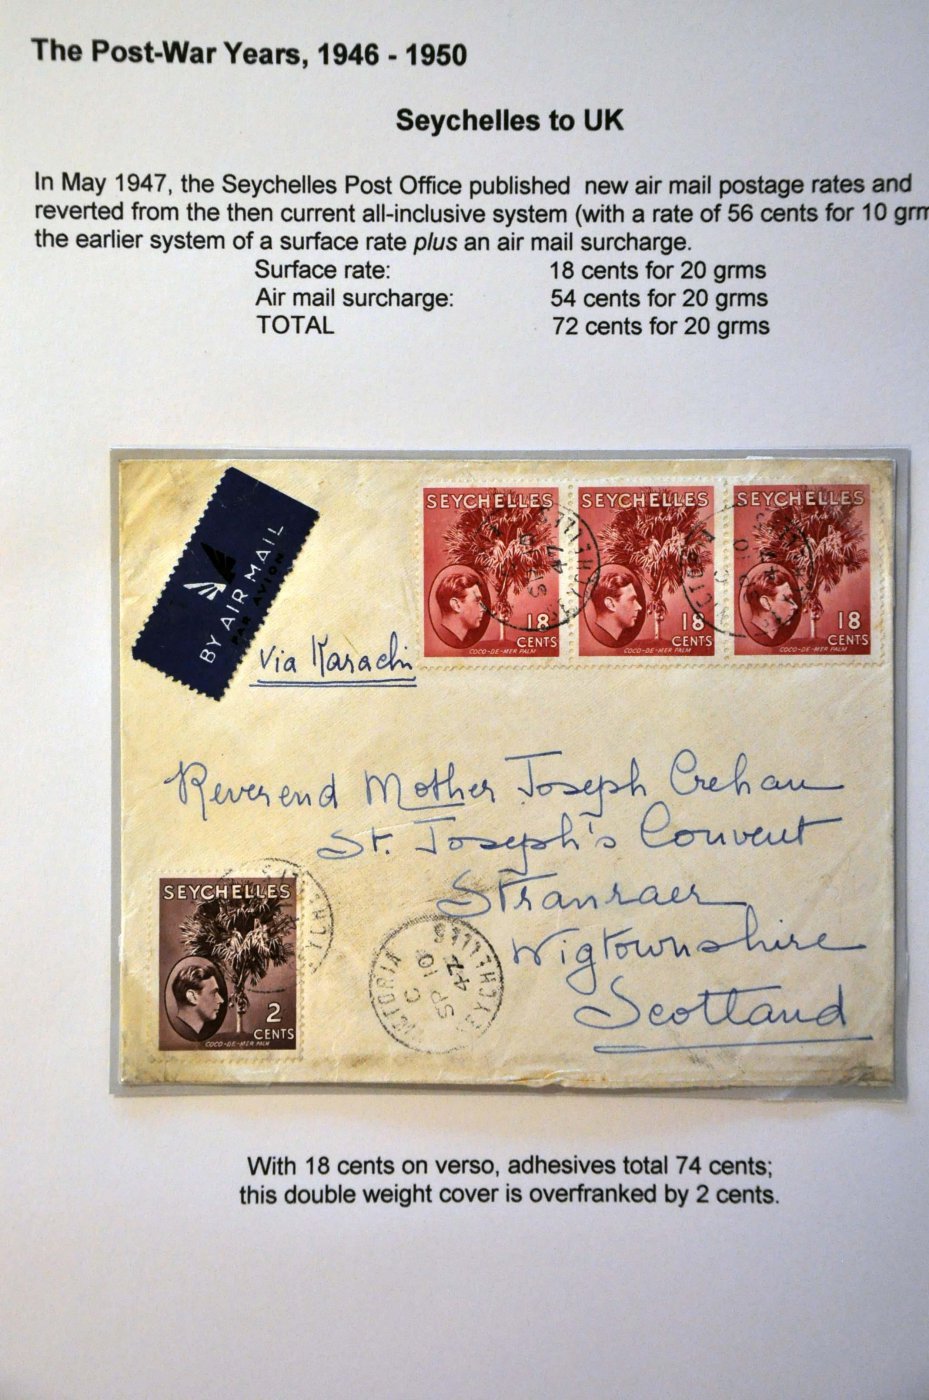 The Post-War Years, 1946 - 1950
Seychelles to UK
In May 1947, the Seychelles Post Office published new air mail postage rates and
reverted from the then current all-inclusive system (with a rate of 56 cents for 10 grm
the earlier system of a surface rate plus an air mail surcharge.
Surface rate: 18 cents for 20 grms
Air mail surcharge: 54 cents for 20 grms
TOTAL 72 cents for 20 grms
BY AIR MAIL
PAR AVION
SEYCHELLES
18
CENTS
COCO-DE-MER PALM
SEYCHELLES
18
CENTS
COCO-DE-MER PALM
SEYCHELLES
18
CENTS
COCO-DE-MER PALM
Via Karachi
Reverend Mother Joseph Crehan
St. Joseph's Convent
Stranraer
Wigtownshire
Scotland
SEYCHELLES
2
CENTS
COCO-DE-MER PALM
VICTORIA
SEYCHELLES
C
SP 10
47
With 18 cents on verso, adhesives total 74 cents;
this double weight cover is overfranked by 2 cents.